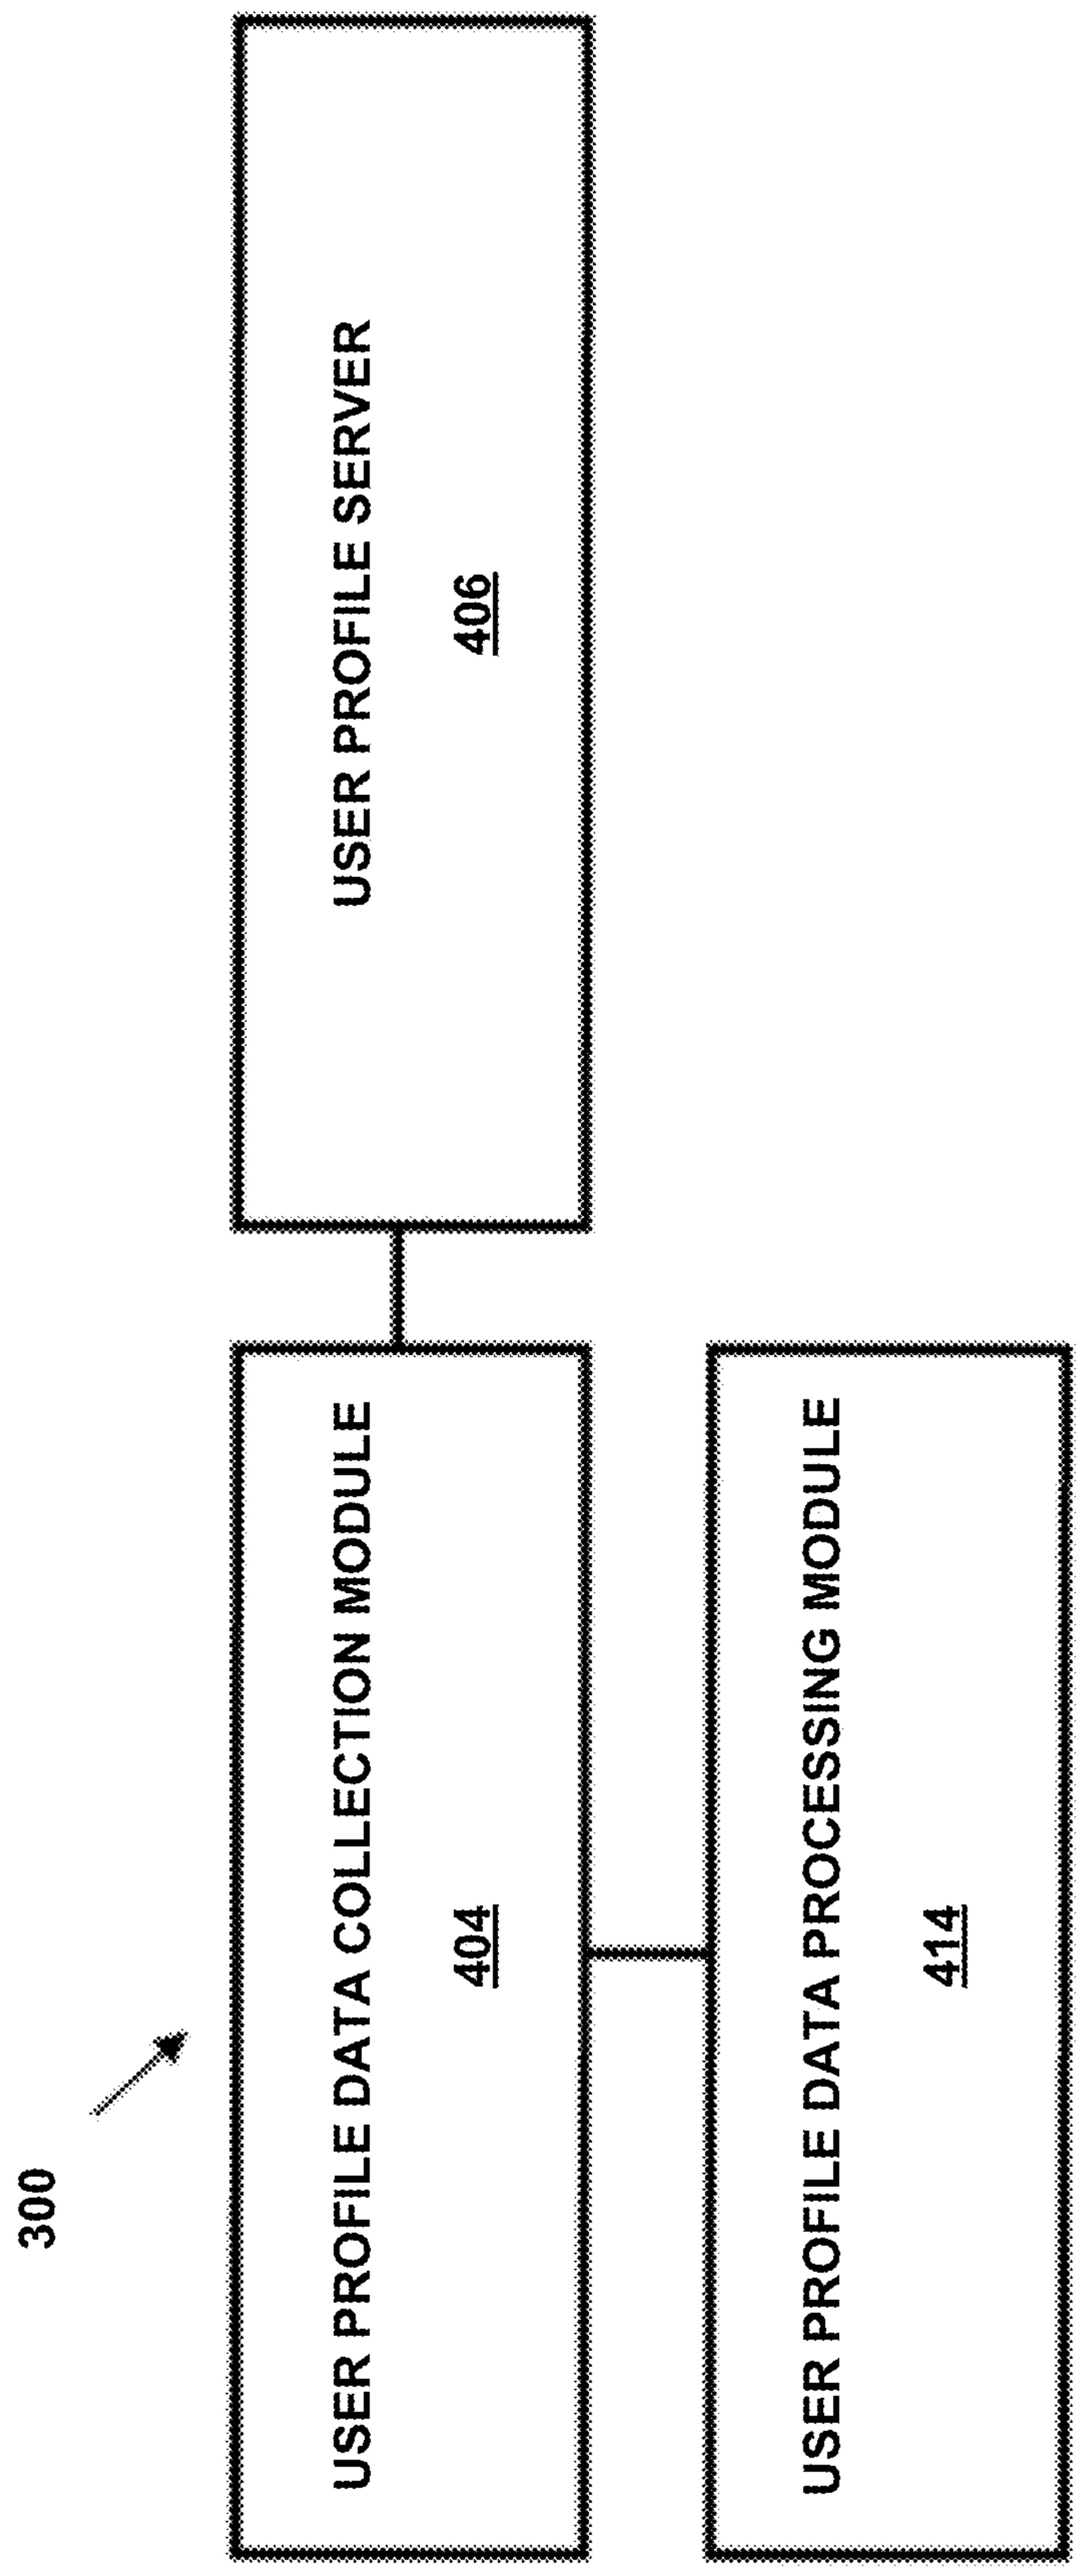 300
USER PROFILE DATA COLLECTION MODULE
404
USER PROFILE SERVER
406
USER PROFILE DATA PROCESSING MODULE
414